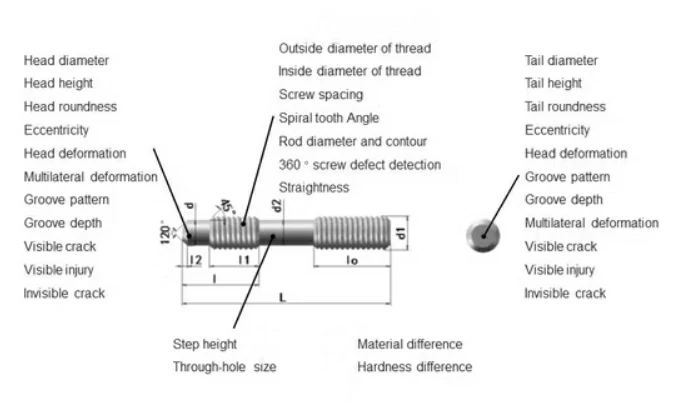 Head diameter
Head height
Head roundness
Eccentricity
Head deformation
Multilateral deformation
Groove pattern
Groove depth
Visible crack
Visible injury
Invisible crack
Outside diameter of thread
Inside diameter of thread
Screw spacing
Spiral tooth Angle
Rod diameter and contour
360° screw defect detection
Straightness
Tail diameter
Tail height
Tail roundness
Eccentricity
Head deformation
Groove pattern
Groove depth
Multilateral deformation
Visible crack
Visible injury
Invisible crack
120°
d
45°
d2
d1
l2
l1
lo
l
L
Step height
Through-hole size
Material difference
Hardness difference